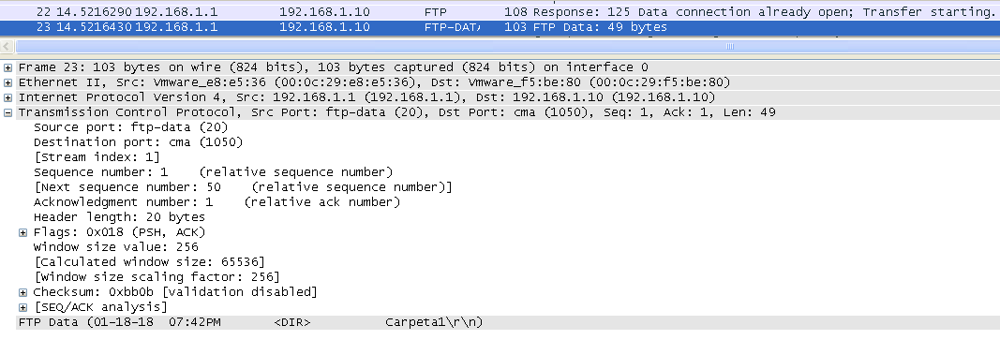 22 14.5216290 192.168.1.1 192.168.1.10 FTP 108 Response: 125 Data connection already open; Transfer starting.
23 14.5216430 192.168.1.1 192.168.1.10 FTP-DATA 103 FTP Data: 49 bytes
Frame 23: 103 bytes on wire (824 bits), 103 bytes captured (824 bits) on interface 0
Ethernet II, Src: Vmware_e8:e5:36 (00:0c:29:e8:e5:36), Dst: Vmware_f5:be:80 (00:0c:29:f5:be:80)
Internet Protocol Version 4, Src: 192.168.1.1 (192.168.1.1), Dst: 192.168.1.10 (192.168.1.10)
Transmission Control Protocol, Src Port: ftp-data (20), Dst Port: cma (1050), Seq: 1, Ack: 1, Len: 49
Source port: ftp-data (20)
Destination port: cma (1050)
[Stream index: 1]
Sequence number: 1 (relative sequence number)
[Next sequence number: 50 (relative sequence number)]
Acknowledgment number: 1 (relative ack number)
Header length: 20 bytes
Flags: 0x018 (PSH, ACK)
Window size value: 256
[Calculated window size: 65536]
[Window size scaling factor: 256]
Checksum: 0xbb0b [validation disabled]
[SEQ/ACK analysis]
FTP Data (01-18-18 07:42PM <DIR> Carpeta1\r\n)